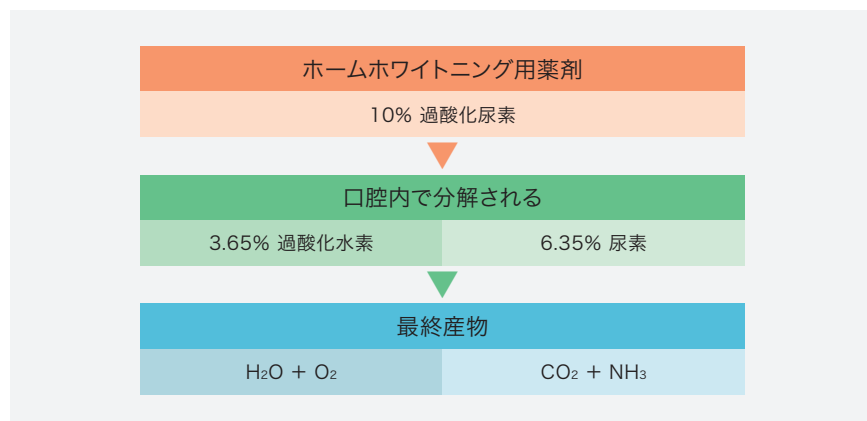 ホームホワイトニング用薬剤
10% 過酸化尿素
口腔内で分解される
3.65% 過酸化水素
6.35% 尿素
最終産物
H₂O + O₂
CO₂ + NH₃